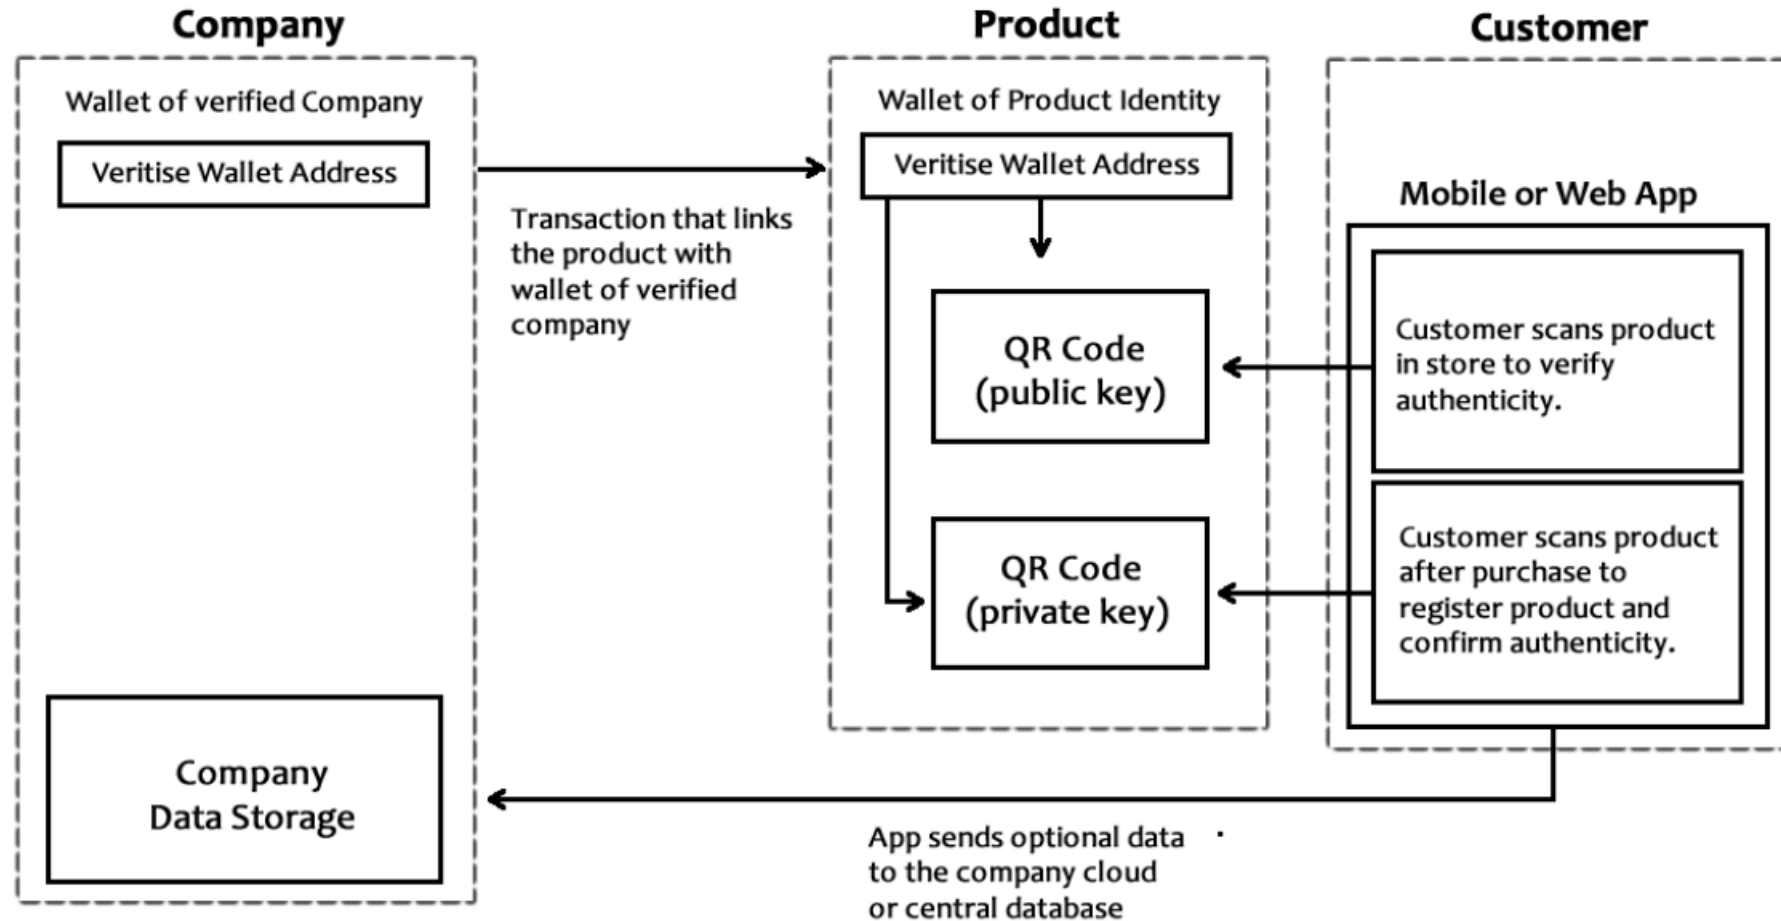 Company
Product
Customer
Wallet of verified Company
Veritise Wallet Address
Transaction that links
the product with
wallet of verified
company
Wallet of Product Identity
Veritise Wallet Address
QR Code
(public key)
QR Code
(private key)
Mobile or Web App
Customer scans product
in store to verify
authenticity.
Customer scans product
after purchase to
register product and
confirm authenticity.
Company
Data Storage
App sends optional data
to the company cloud
or central database